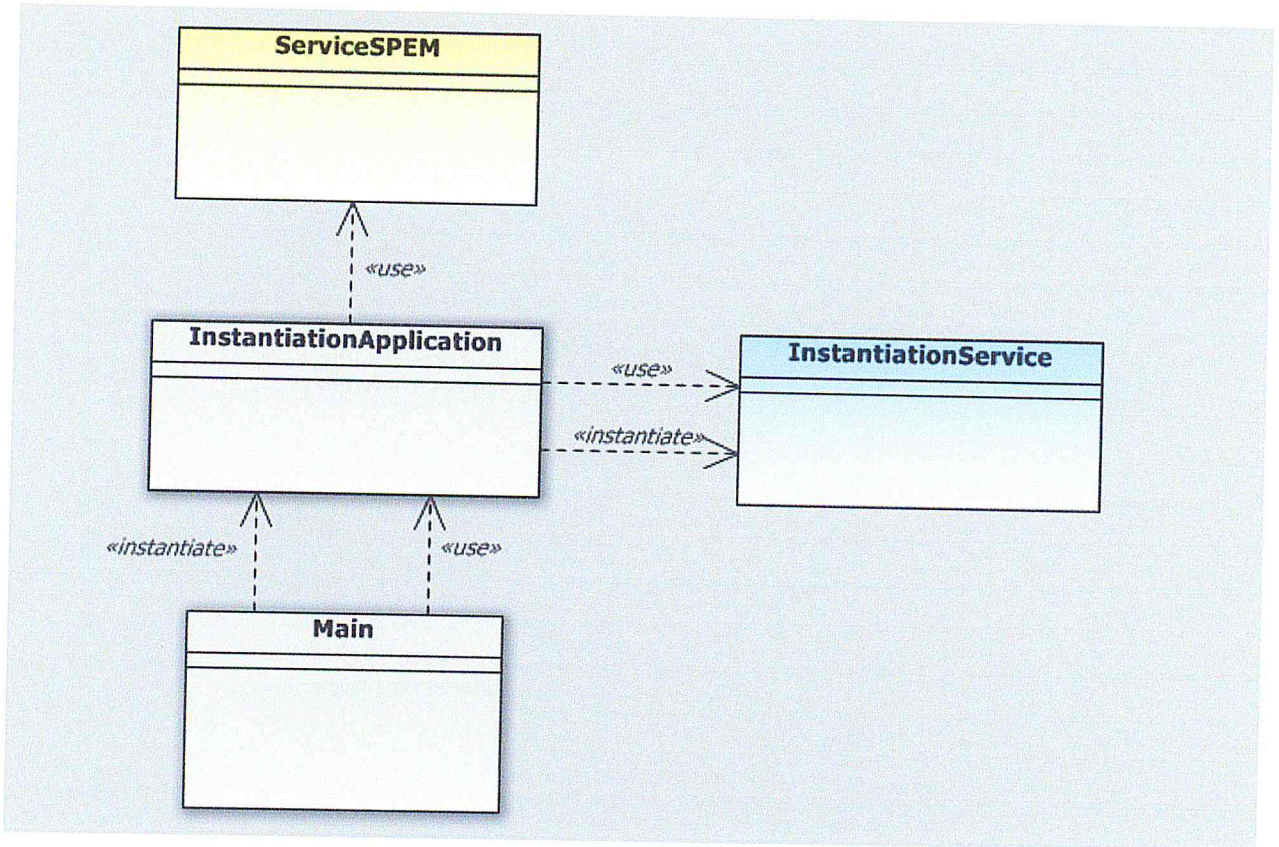 ServiceSPEM
«use»
InstantiationApplication
InstantiationService
«use»
«instantiate»
«instantiate»
«use»
Main